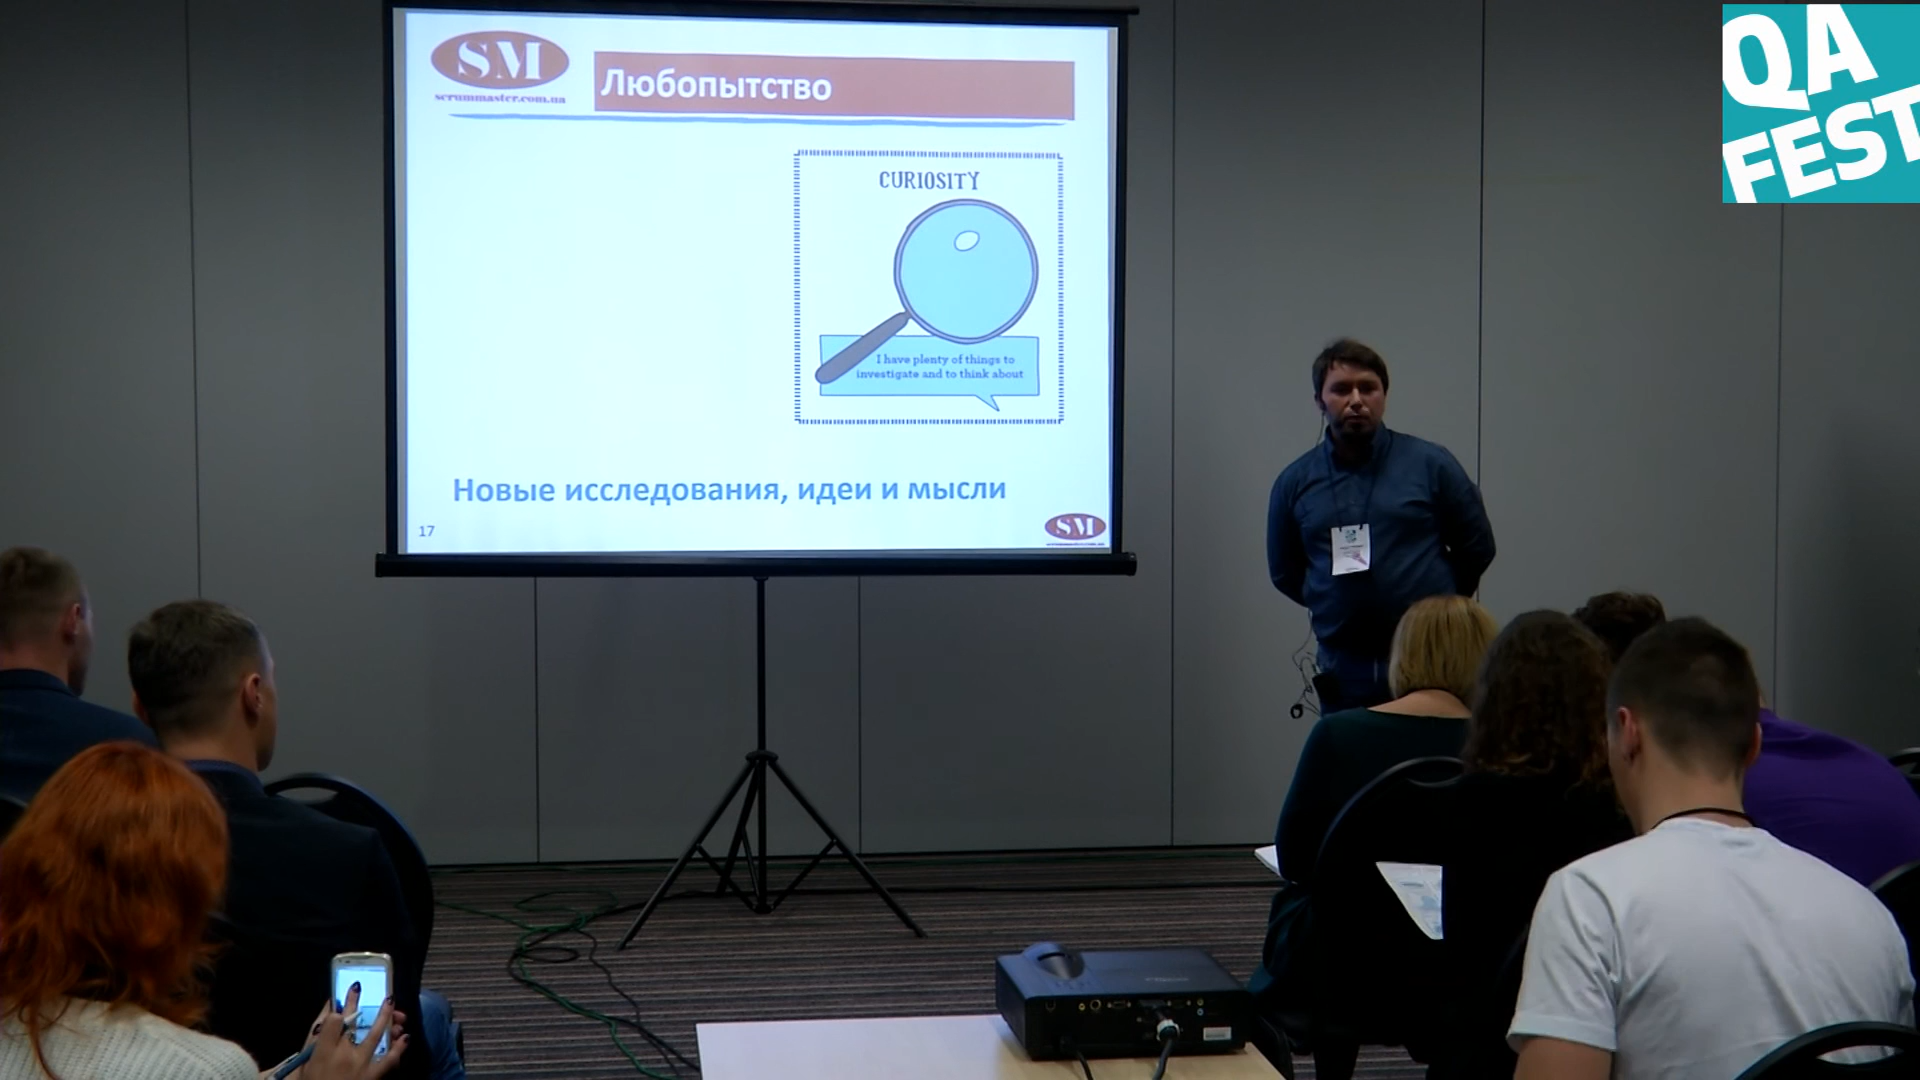 SM
scrummaster.com.ua
Любопытство
CURIOSITY
I have plenty of things to
investigate and to think about
Новые исследования, идеи и мысли
17
SM
QA
FEST